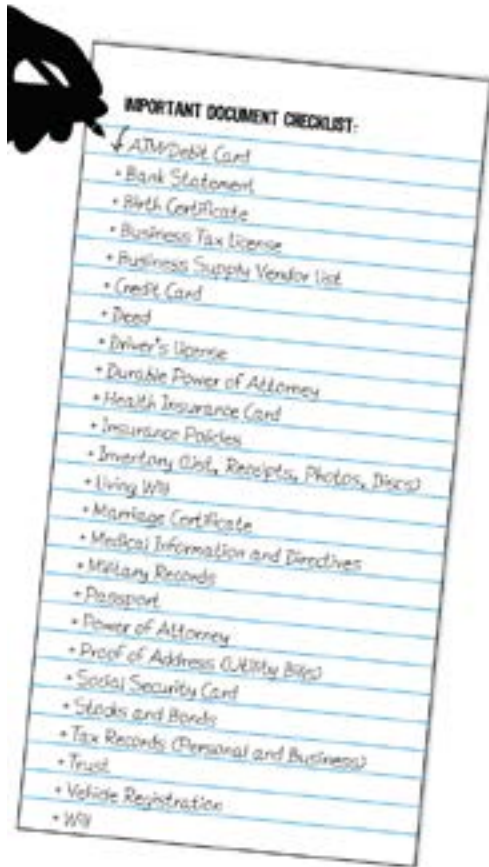 IMPORTANT DOCUMENT CHECKLIST:
ATM/Debit Card
• Bank Statement
• Birth Certificate
• Business Tax License
• Business Supply Vendor List
• Credit Card
• Deed
• Driver's License
• Durable Power of Attorney
• Health Insurance Card
• Insurance Policies
• Inventory (List, Receipts, Photos, Discs)
• Living Will
• Marriage Certificate
• Medical Information and Directives
• Military Records
• Passport
• Power of Attorney
• Proof of Address (Utility Bills)
• Social Security Card
• Stocks and Bonds
• Tax Records (Personal and Business)
• Trust
• Vehicle Registration
• Will